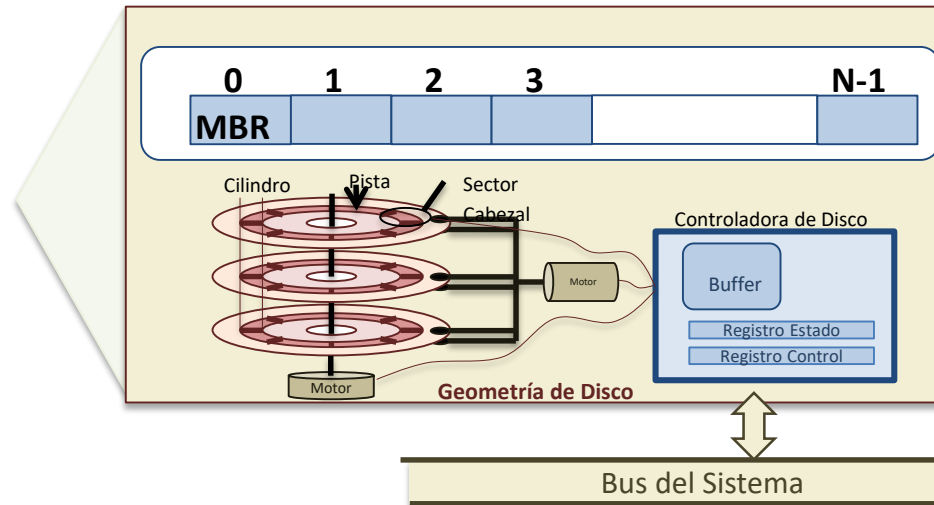 0 1 2 3 N-1
MBR
Cilindro Pista Sector
Cabezal
Controladora de Disco
Buffer
Motor
Registro Estado
Registro Control
Motor
Geometría de Disco
Bus del Sistema